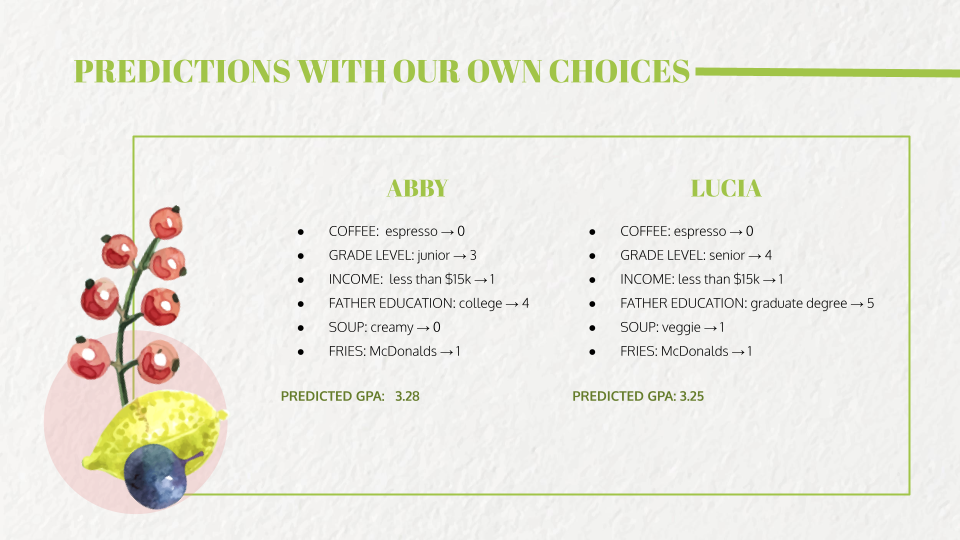 PREDICTIONS WITH OUR OWN CHOICES
ABBY
● COFFEE: espresso → 0
● GRADE LEVEL: junior → 3
● INCOME: less than $15k → 1
● FATHER EDUCATION: college → 4
● SOUP: creamy → 0
● FRIES: McDonalds → 1
PREDICTED GPA: 3.28
LUCIA
● COFFEE: espresso → 0
● GRADE LEVEL: senior → 4
● INCOME: less than $15k → 1
● FATHER EDUCATION: graduate degree → 5
● SOUP: veggie → 1
● FRIES: McDonalds → 1
PREDICTED GPA: 3.25